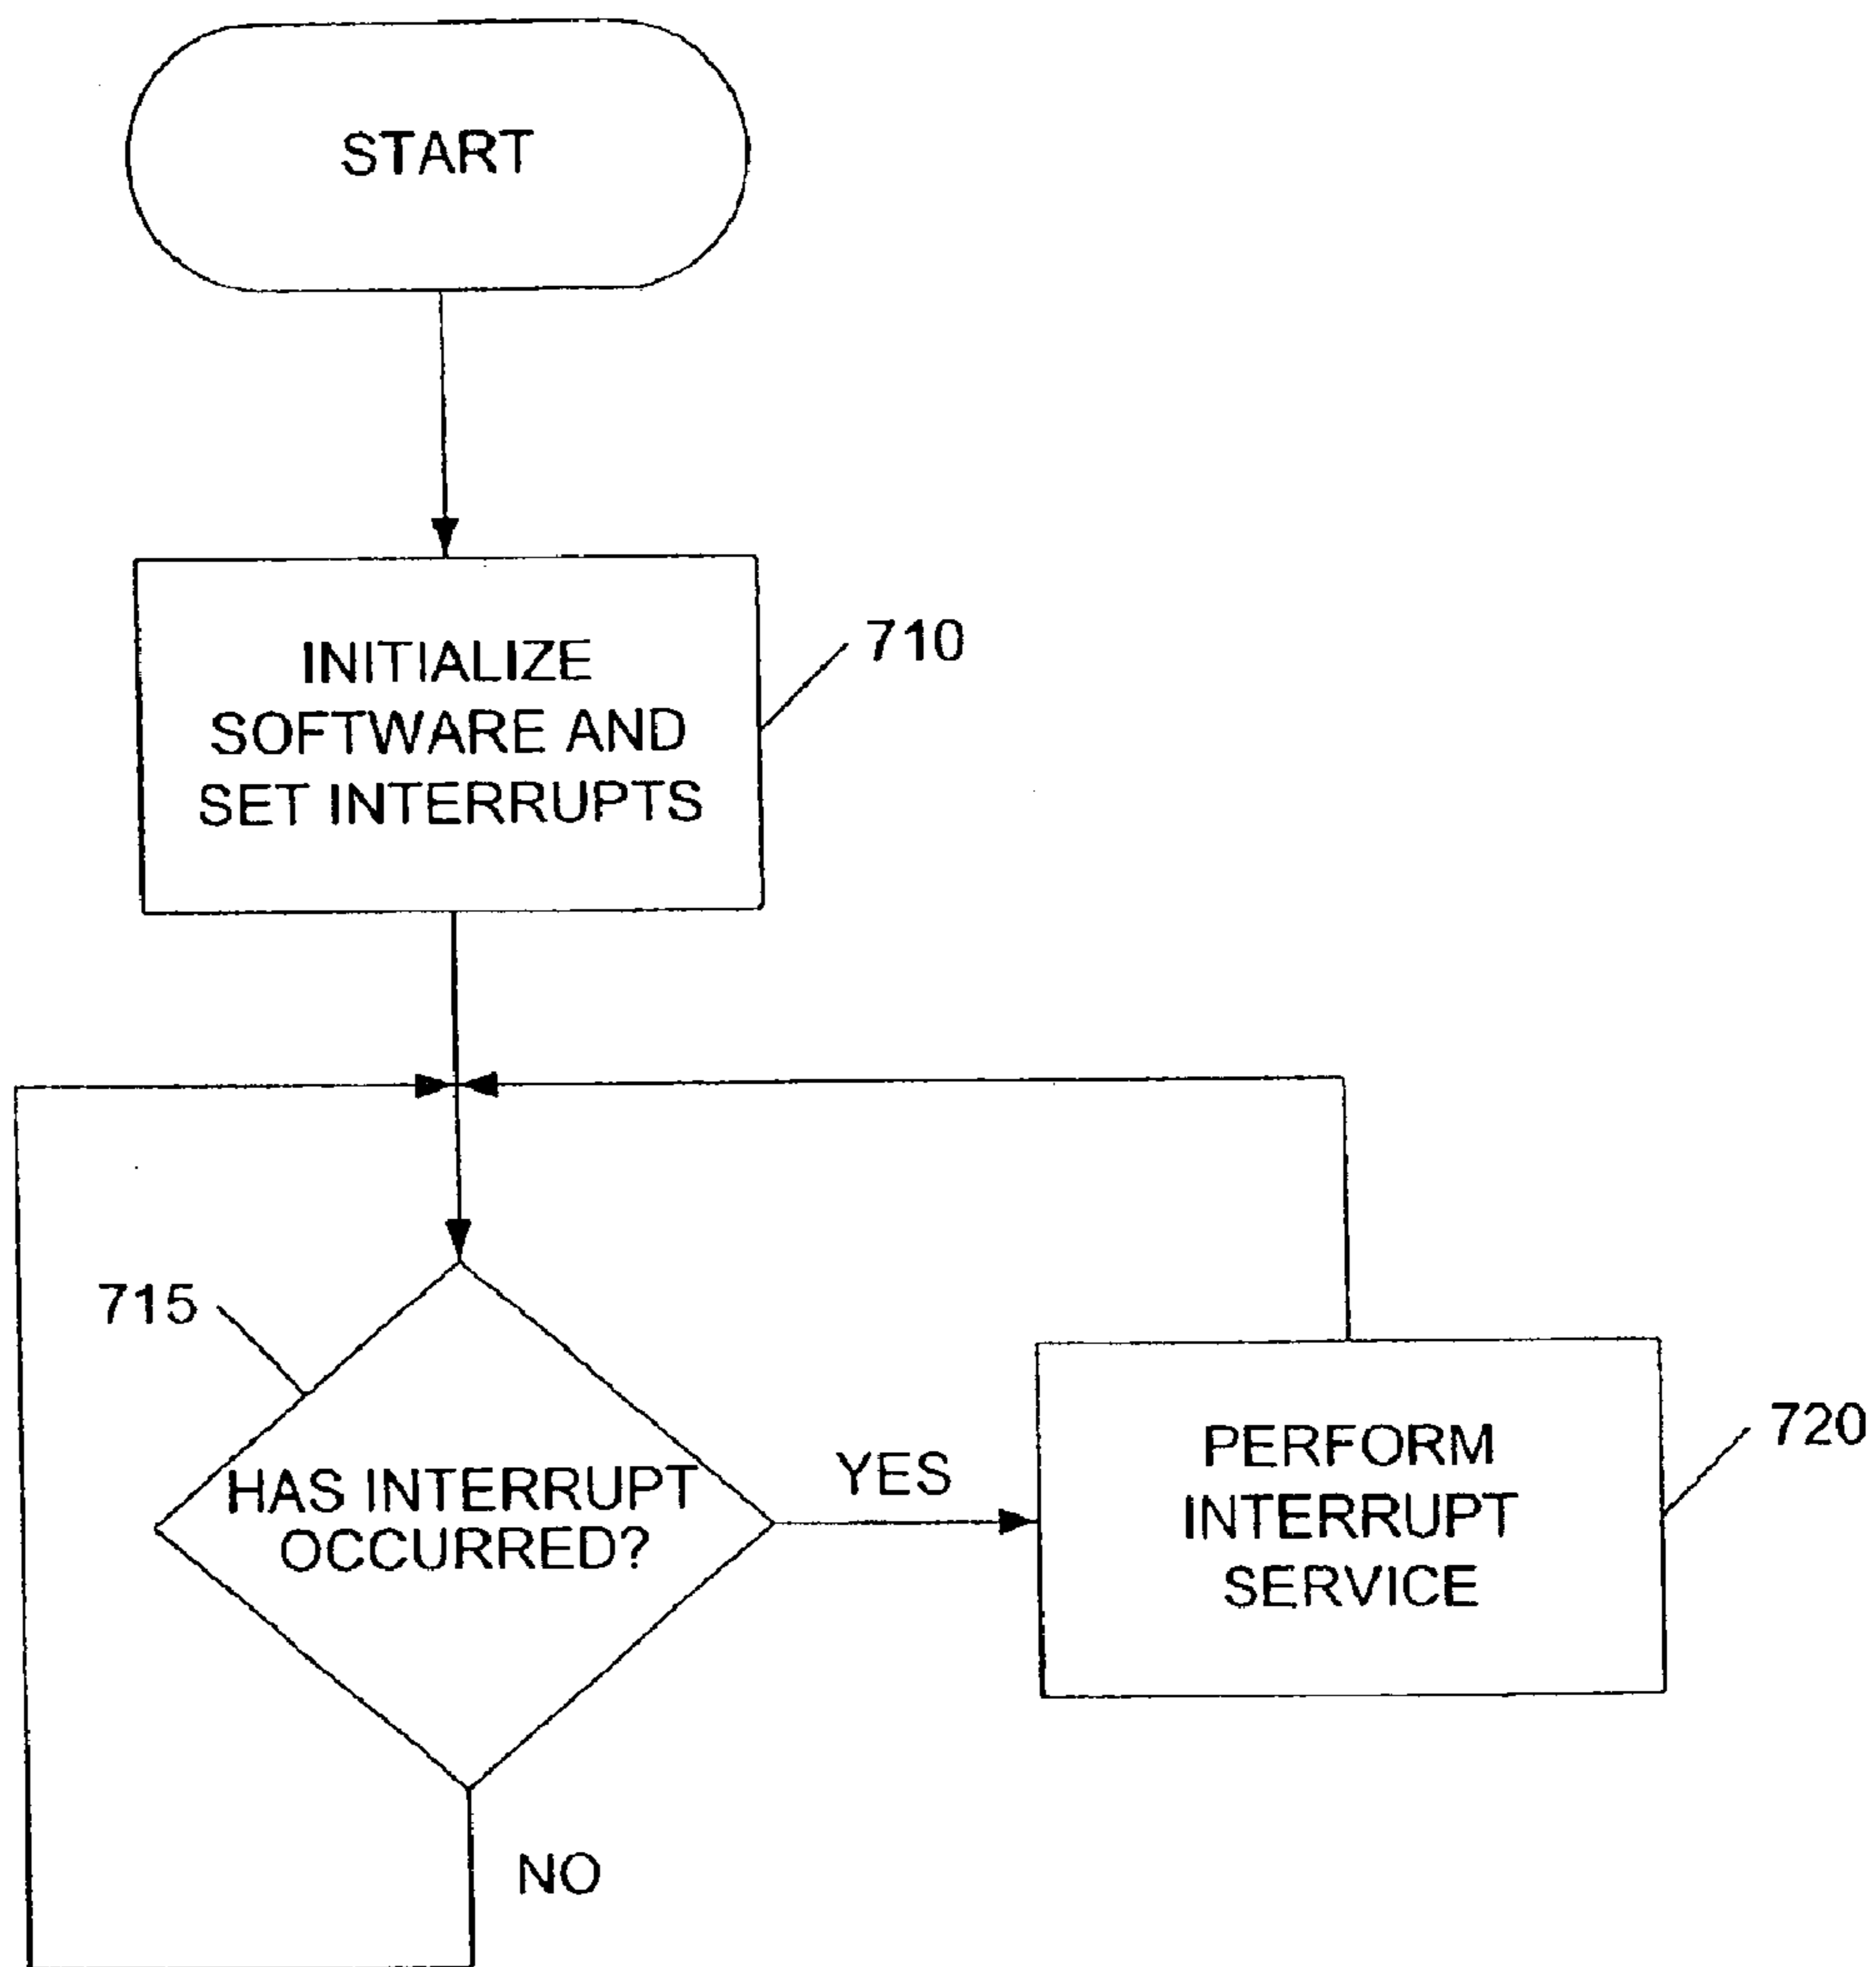 START
INITIALIZE
SOFTWARE AND
SET INTERRUPTS
710
715
HAS INTERRUPT
OCCURRED?
YES
PERFORM
INTERRUPT
SERVICE
720
NO